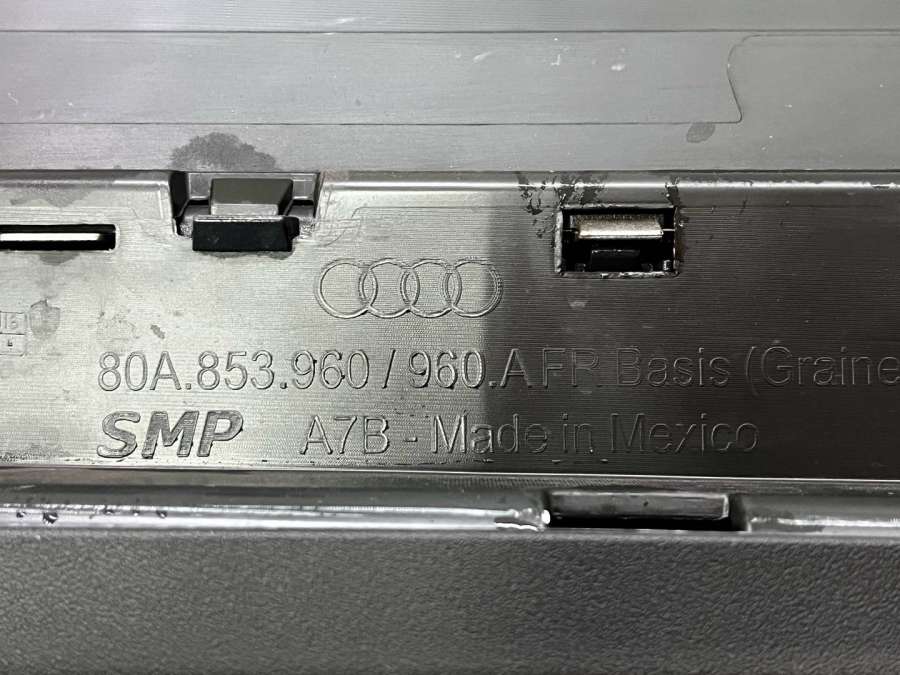 80A.853.960 / 960.A FR Basis (Graine
SMP A7B - Made in Mexico